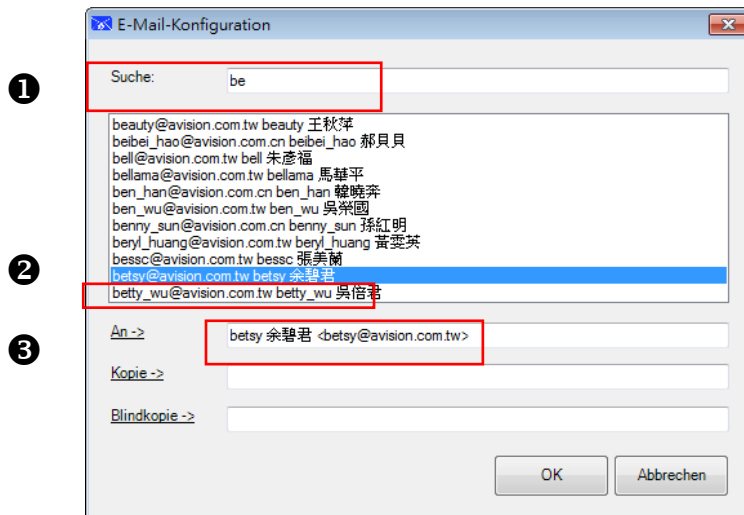 E-Mail-Konfiguration
❶
Suche: be
beauty@avision.com.tw beauty 王秋萍
beibei_hao@avision.com.cn beibei_hao 郝貝貝
bell@avision.com.tw bell 朱彥福
bellama@avision.com.tw bellama 馬華平
ben_han@avision.com.cn ben_han 韓曉奔
ben_wu@avision.com.tw ben_wu 吳榮國
benny_sun@avision.com.cn benny_sun 孫紅明
beryl_huang@avision.com.tw beryl_huang 黃雯英
bessc@avision.com.tw bessc 張美蘭
❷
betsy@avision.com.tw betsy 余碧君
betty_wu@avision.com.tw betty_wu 吳倍君
❸
An -> betsy 余碧君 <betsy@avision.com.tw>
Kopie ->
Blindkopie ->
OK Abbrechen